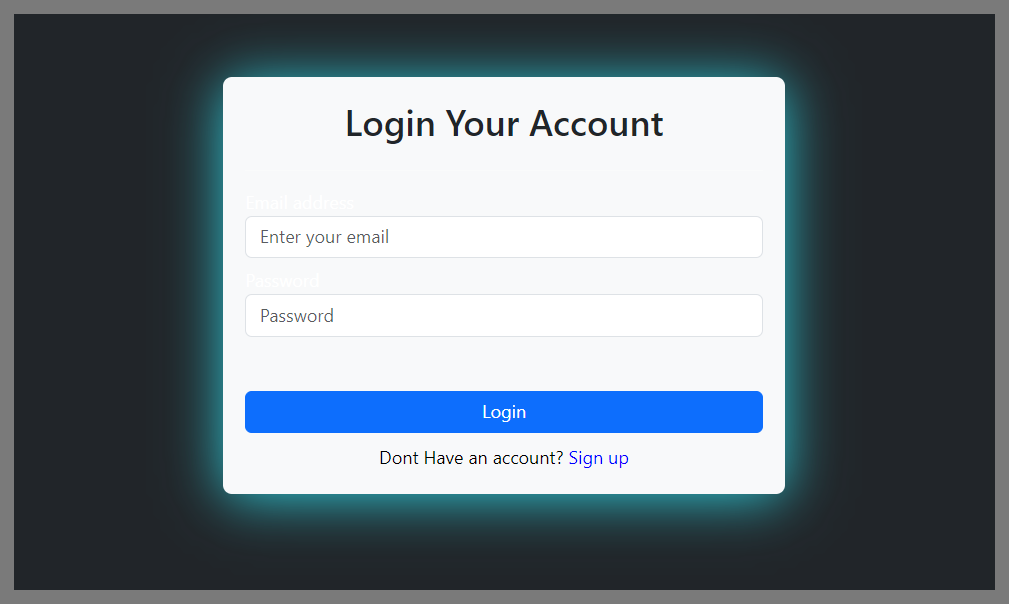 Login Your Account
Email address
Enter your email
Password
Password
Login
Dont Have an account? Sign up